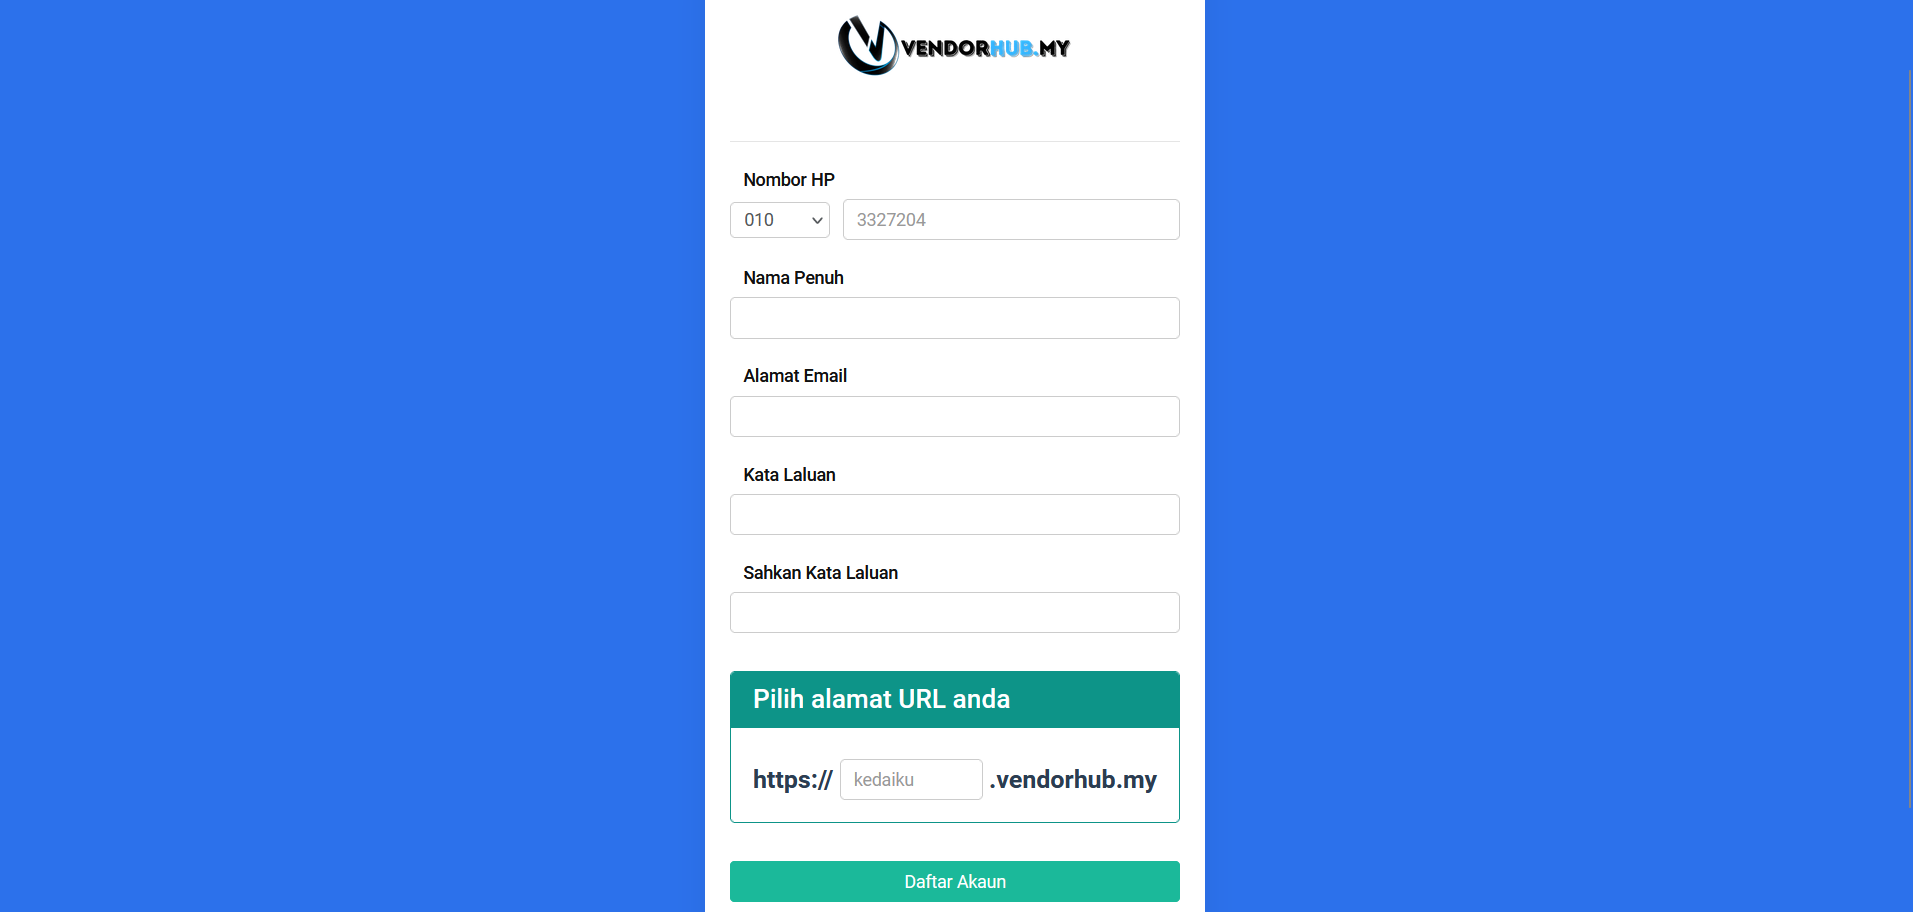 VENDORHUB.MY
Nombor HP
010 3327204
Nama Penuh
Alamat Email
Kata Laluan
Sahkan Kata Laluan
Pilih alamat URL anda
https:// kedaiku .vendorhub.my
Daftar Akaun